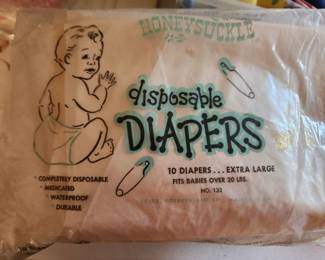 HONEYSUCKLE
disposable
DIAPERS
10 DIAPERS... EXTRA LARGE
FITS BABIES OVER 20 LBS.
NO. 132
• COMPLETELY DISPOSABLE
• MEDICATED
• WATERPROOF
• DURABLE